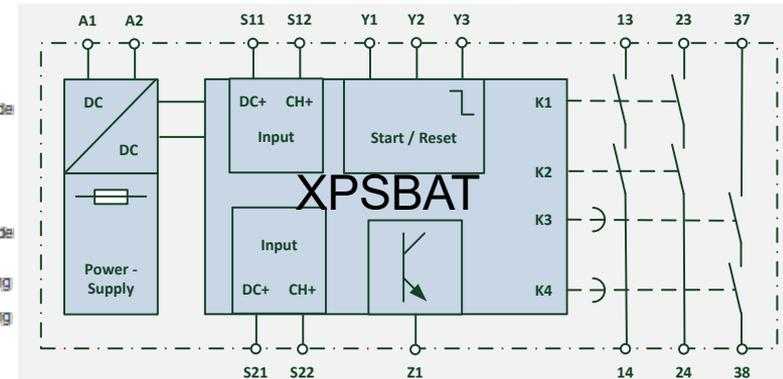 A1 A2 S11 S12 Y1 Y2 Y3 13 23 37
DC DC+ CH+ K1
Input Start / Reset
DC
K2
XPSBAT
K3
Input
Power -
Supply
DC+ CH+ K4
S21 S22 Z1 14 24 38